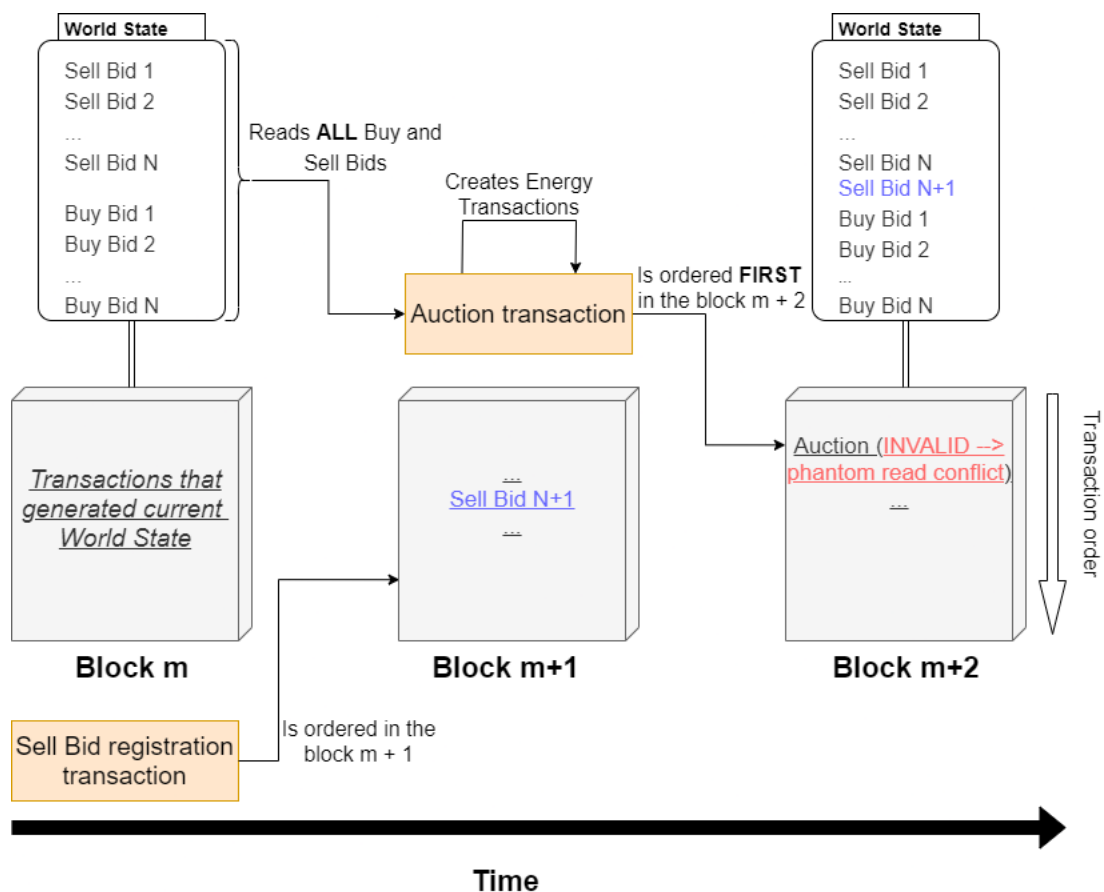 World State
Sell Bid 1
Sell Bid 2
...
Sell Bid N
Buy Bid 1
Buy Bid 2
...
Buy Bid N
Reads ALL Buy and
Sell Bids
Creates Energy
Transactions
Auction transaction
Is ordered FIRST
in the block m + 2
World State
Sell Bid 1
Sell Bid 2
...
Sell Bid N
Sell Bid N+1
Buy Bid 1
Buy Bid 2
...
Buy Bid N
Transactions that
generated current
World State
Block m
...
Sell Bid N+1
...
Block m+1
Auction (INVALID -->
phantom read conflict)
...
Block m+2
Transaction order
Sell Bid registration
transaction
Is ordered in the
block m + 1
Time